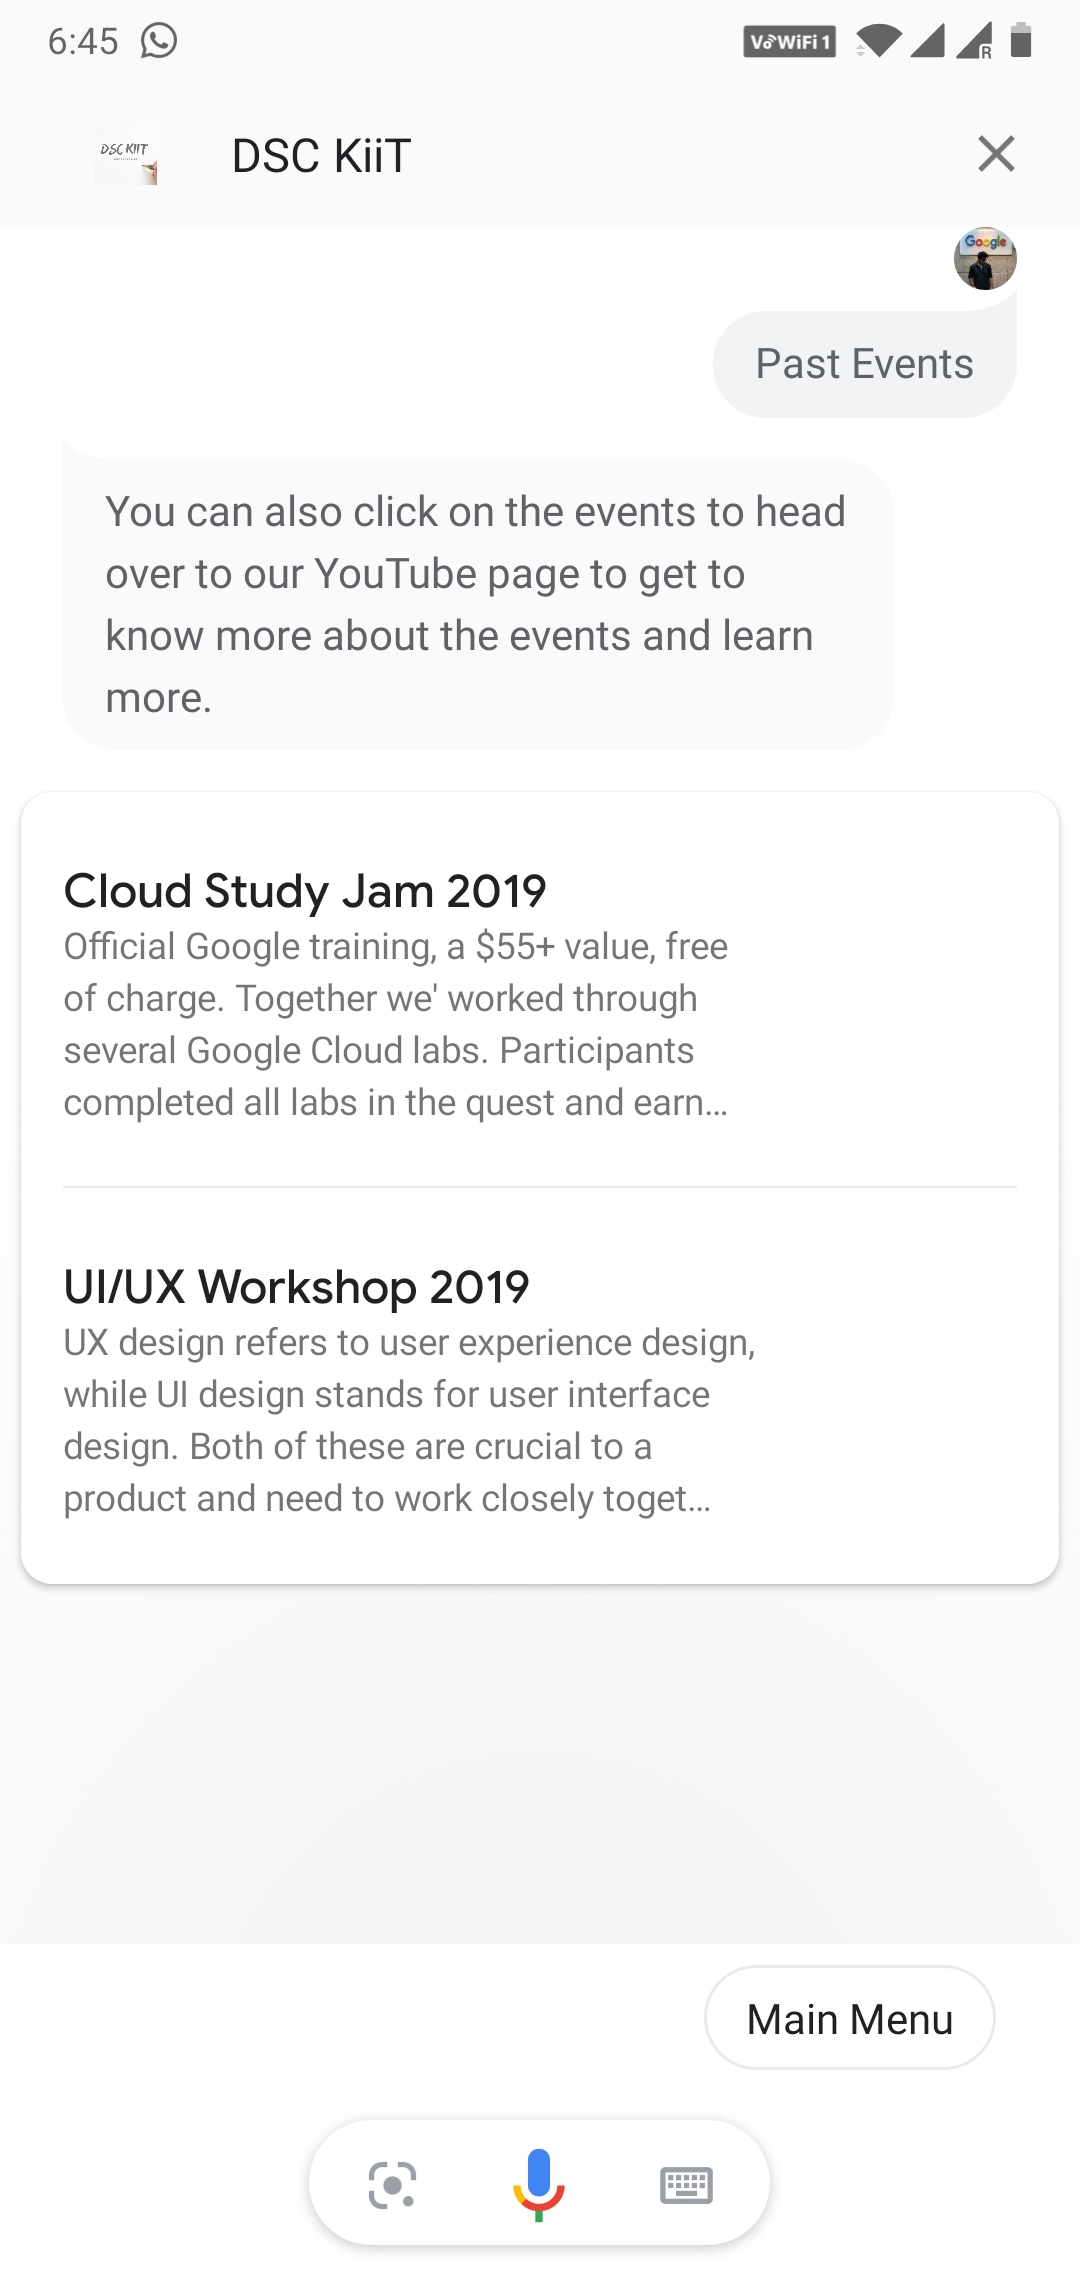 6:45
VoWiFi 1
R
DSC KIIT
DSC KiiT
Google
Past Events
You can also click on the events to head
over to our YouTube page to get to
know more about the events and learn
more.
Cloud Study Jam 2019
Official Google training, a $55+ value, free
of charge. Together we' worked through
several Google Cloud labs. Participants
completed all labs in the quest and earn...
UI/UX Workshop 2019
UX design refers to user experience design,
while UI design stands for user interface
design. Both of these are crucial to a
product and need to work closely toget...
Main Menu